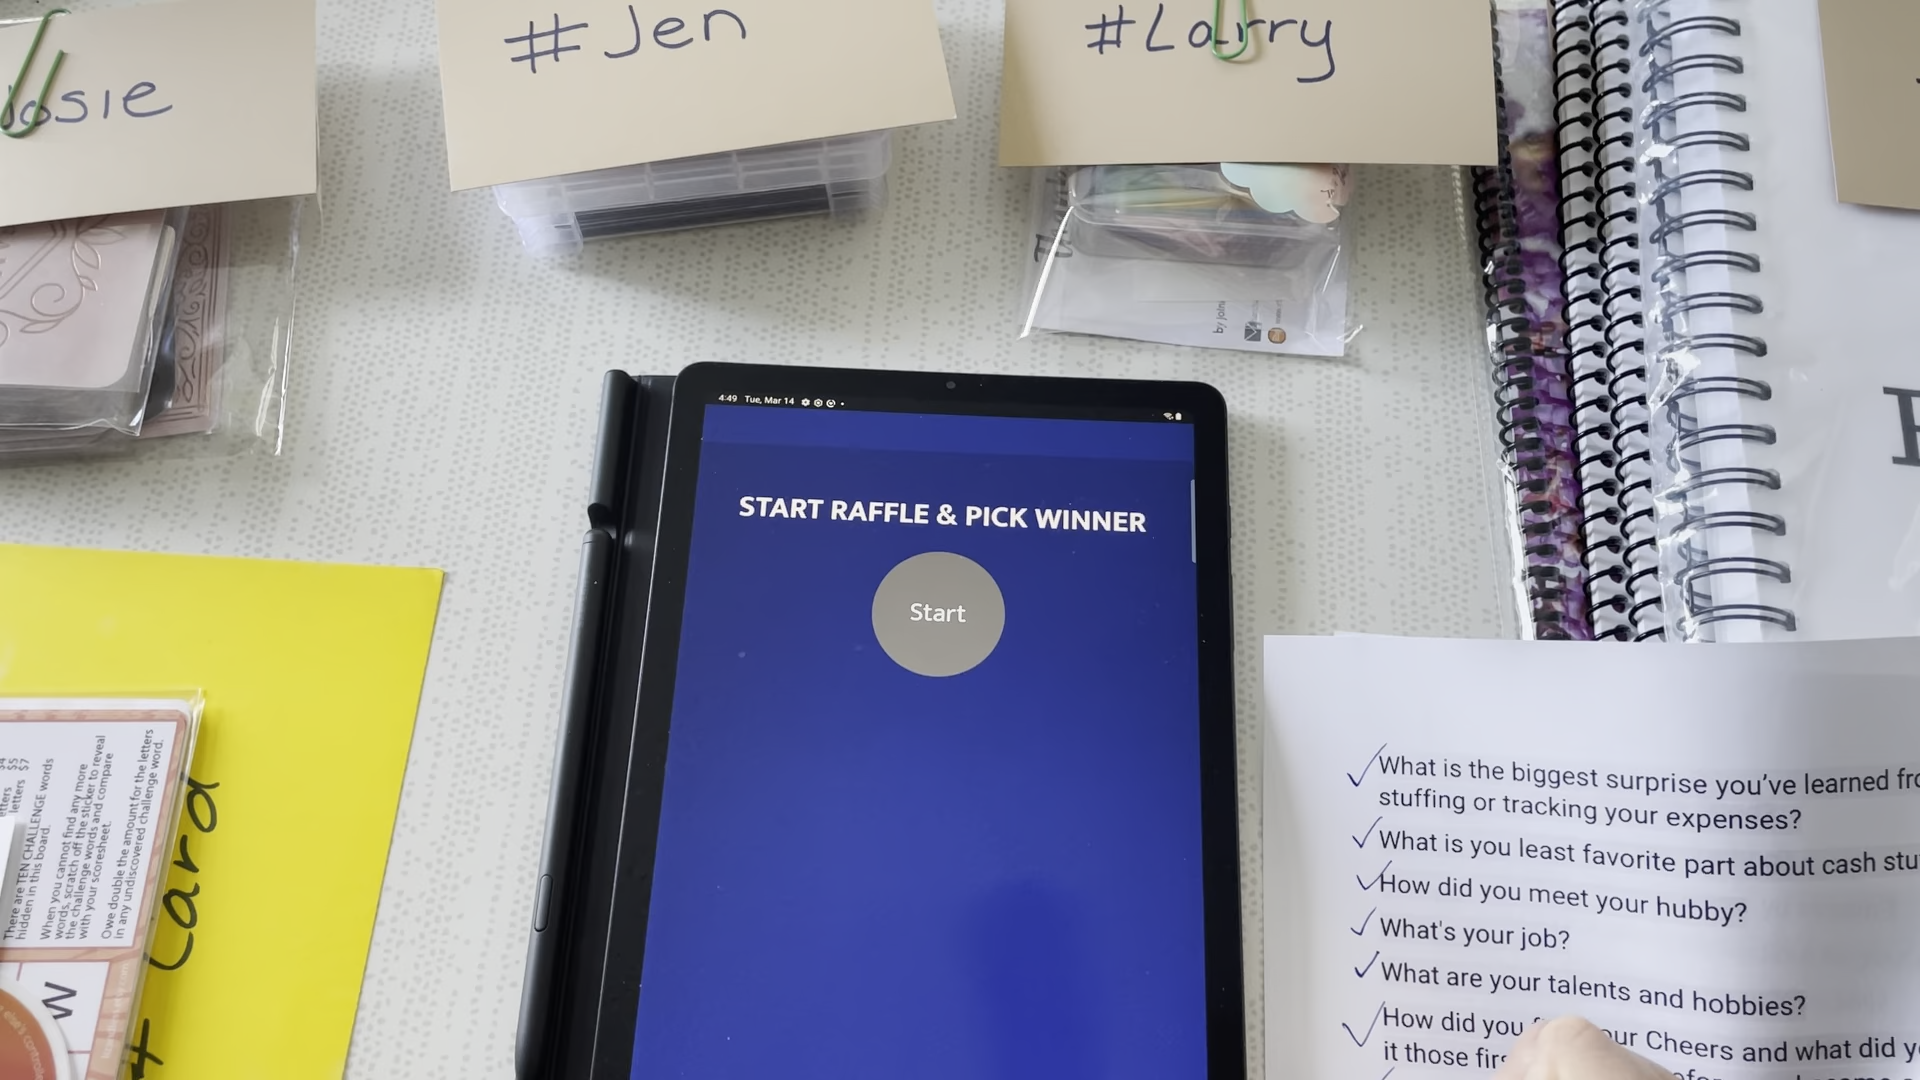 #Jen
#Larry
osie
by
4:49 Tue, Mar 14
START RAFFLE & PICK WINNER
Start
There are TEN CHALLENGE words
hidden in this board.
When you cannot find any more
words, scratch off the sticker to reveal
the challenge words and compare
with your scoresheet.
Owe double the amount for the letters
in any undiscovered challenge word.
letters $5
letters $7
W
Card
What is the biggest surprise you've learned
stuffing or tracking your expenses?
What is you least favorite part about cash
How did you meet your hubby?
What's your job?
What are your talents and hobbies?
How did you Cheers and what did
it those